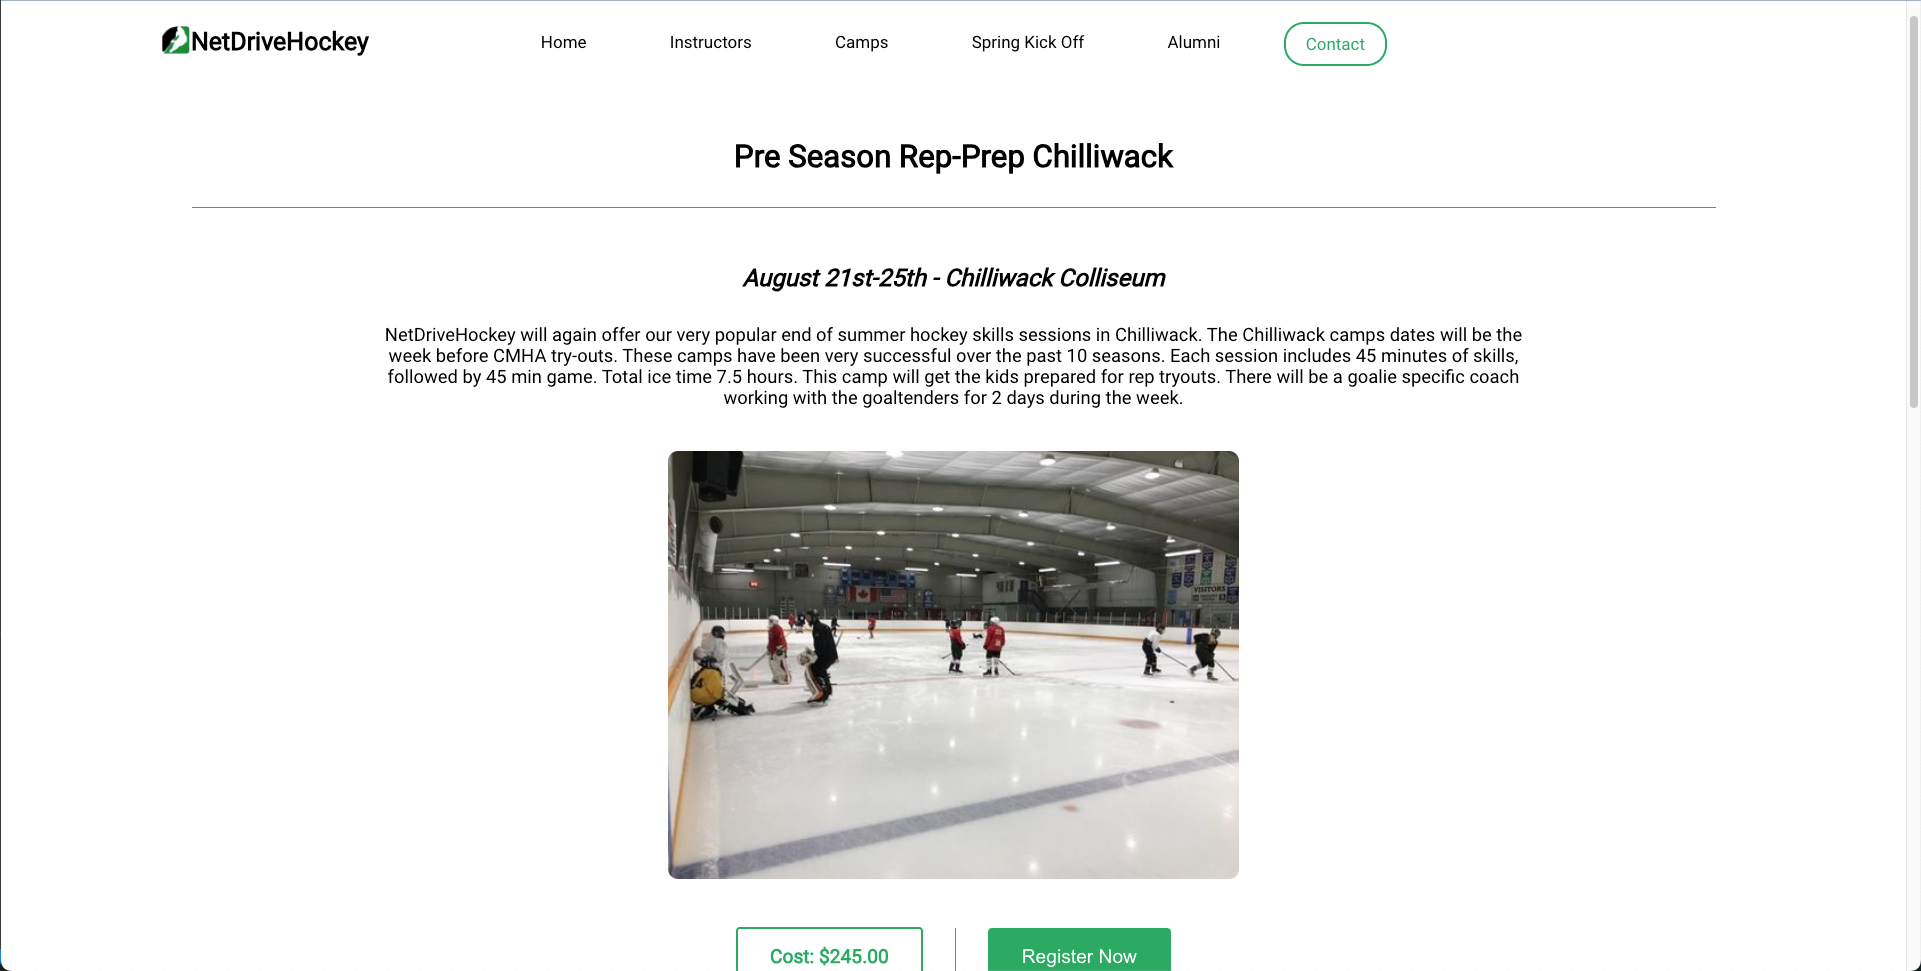 NetDriveHockey
Home
Instructors
Camps
Spring Kick Off
Alumni
Contact
Pre Season Rep-Prep Chilliwack
August 21st-25th - Chilliwack Colliseum
NetDriveHockey will again offer our very popular end of summer hockey skills sessions in Chilliwack. The Chilliwack camps dates will be the
week before CMHA try-outs. These camps have been very successful over the past 10 seasons. Each session includes 45 minutes of skills,
followed by 45 min game. Total ice time 7.5 hours. This camp will get the kids prepared for rep tryouts. There will be a goalie specific coach
working with the goaltenders for 2 days during the week.
VISITORS
Cost: $245.00
Register Now